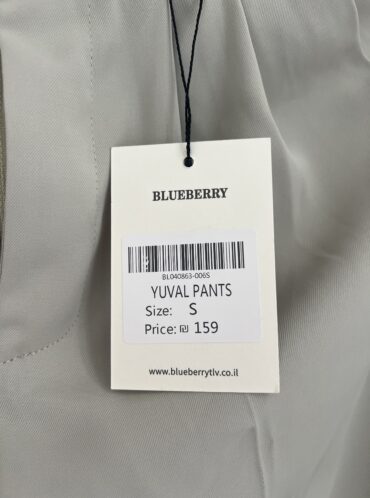 BLUEBERRY
BL040863-006S
YUVAL PANTS
Size: S
Price: ₪ 159
www.blueberrytlv.co.il